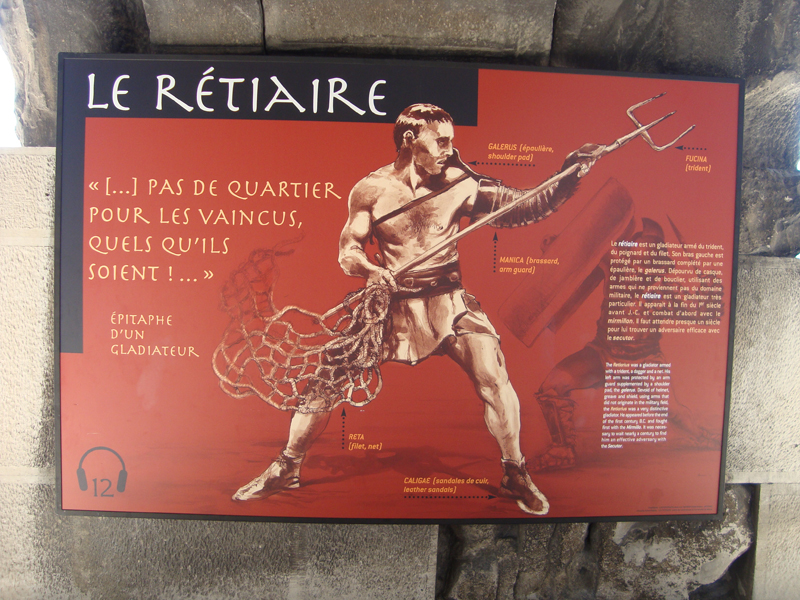 LE RÉTIAIRE
« [...] PAS DE QUARTIER
POUR LES VAINCUS,
QUELS QU'ILS
SOIENT ! ... »
ÉPITAPHE
D'UN
GLADIATEUR
GALERUS (épaulière,
shoulder pad)
FUCINA
(trident)
MANICA (brassard,
arm guard)
Le rétiaire est un gladiateur armé du trident,
du poignard et du filet. Son bras gauche est
protégé par un brassard complété par une
épaulière, le galerus. Dépourvu de casque,
de jambière et de bouclier, utilisant des
armes qui ne proviennent pas du domaine
militaire, le rétiaire est un gladiateur très
particulier. Il apparaît à la fin du Ier siècle
avant J.-C. et combat d'abord avec le
mirmillon. Il faut attendre presque un siècle
pour lui trouver un adversaire efficace avec
le secutor.
The Retiarius was a gladiator armed
with a trident, a dagger and a net. His
left arm was protected by an arm
guard supplemented by a shoulder
pad, the galerus. Devoid of helmet,
greave and shield, using arms that
did not originate in the military field,
the Retiarius was a very distinctive
gladiator. He appeared before the end
of the first century B.C. and fought
first with the Mirmillo. It was neces-
sary to wait nearly a century to find
him an effective adversary with
the Secutor.
RETA
(filet, net)
CALIGAE (sandales de cuir,
leather sandals)
12